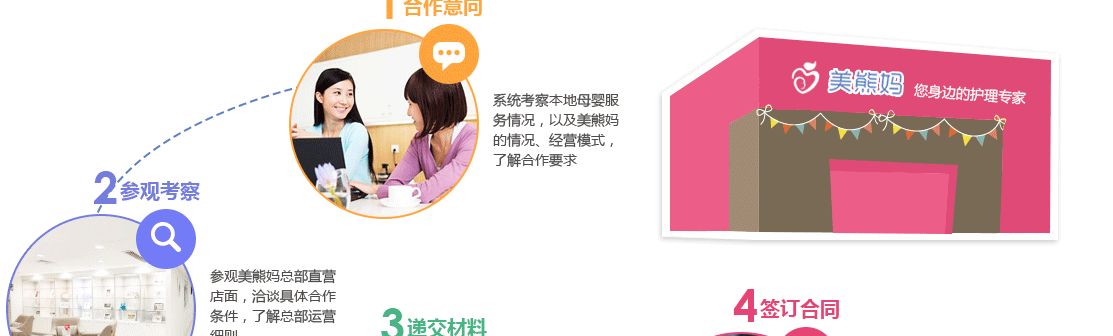 1 合作意向
系统考察本地母婴服
务情况，以及美熊妈
的情况、经营模式，
了解合作要求
美熊妈 您身边的护理专家
2 参观考察
参观美熊妈总部直营
店面，洽谈具体合作
条件，了解总部运营
细则
3 递交材料
4 签订合同